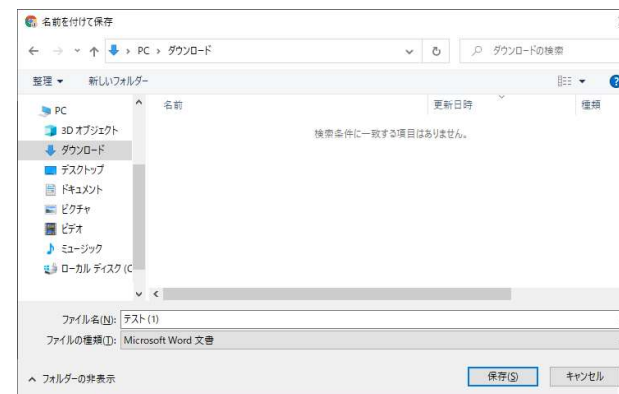 名前を付けて保存
PC › ダウンロード
ダウンロードの検索
整理 新しいフォルダー
名前 更新日時 種類
検索条件に一致する項目はありません。
PC
3D オブジェクト
ダウンロード
デスクトップ
ドキュメント
ピクチャ
ビデオ
ミュージック
ローカル ディスク (C
ファイル名(N): テスト (1)
ファイルの種類(T): Microsoft Word 文書
フォルダーの非表示
保存(S) キャンセル